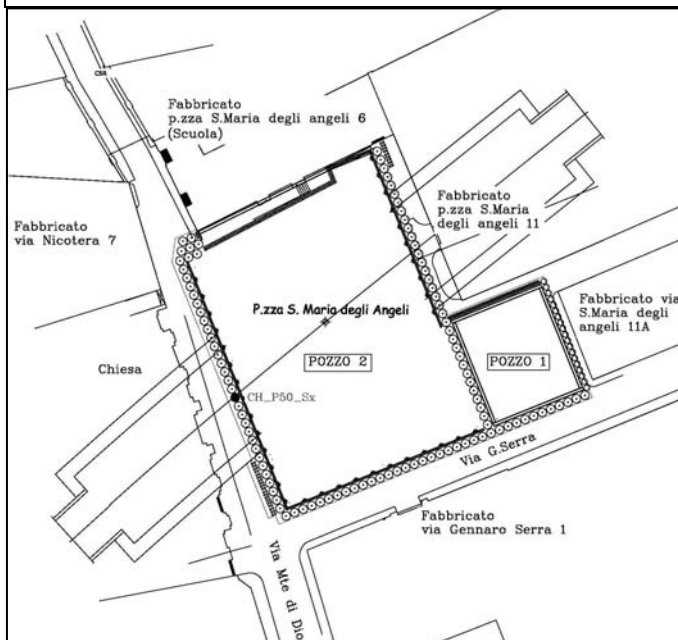 Fabbricato
p.zza S.Maria degli angeli 6
(Scuola)
Fabbricato
via Nicotera 7
Fabbricato
p.zza S.Maria
degli angeli 11
Fabbricato via
S.Maria degli
angeli 11A
P.zza S. Maria degli Angeli
POZZO 2
POZZO 1
Chiesa
CH_P50_Sx
Via G.Serra
Fabbricato
via Gennaro Serra 1
Via Mte di Dio